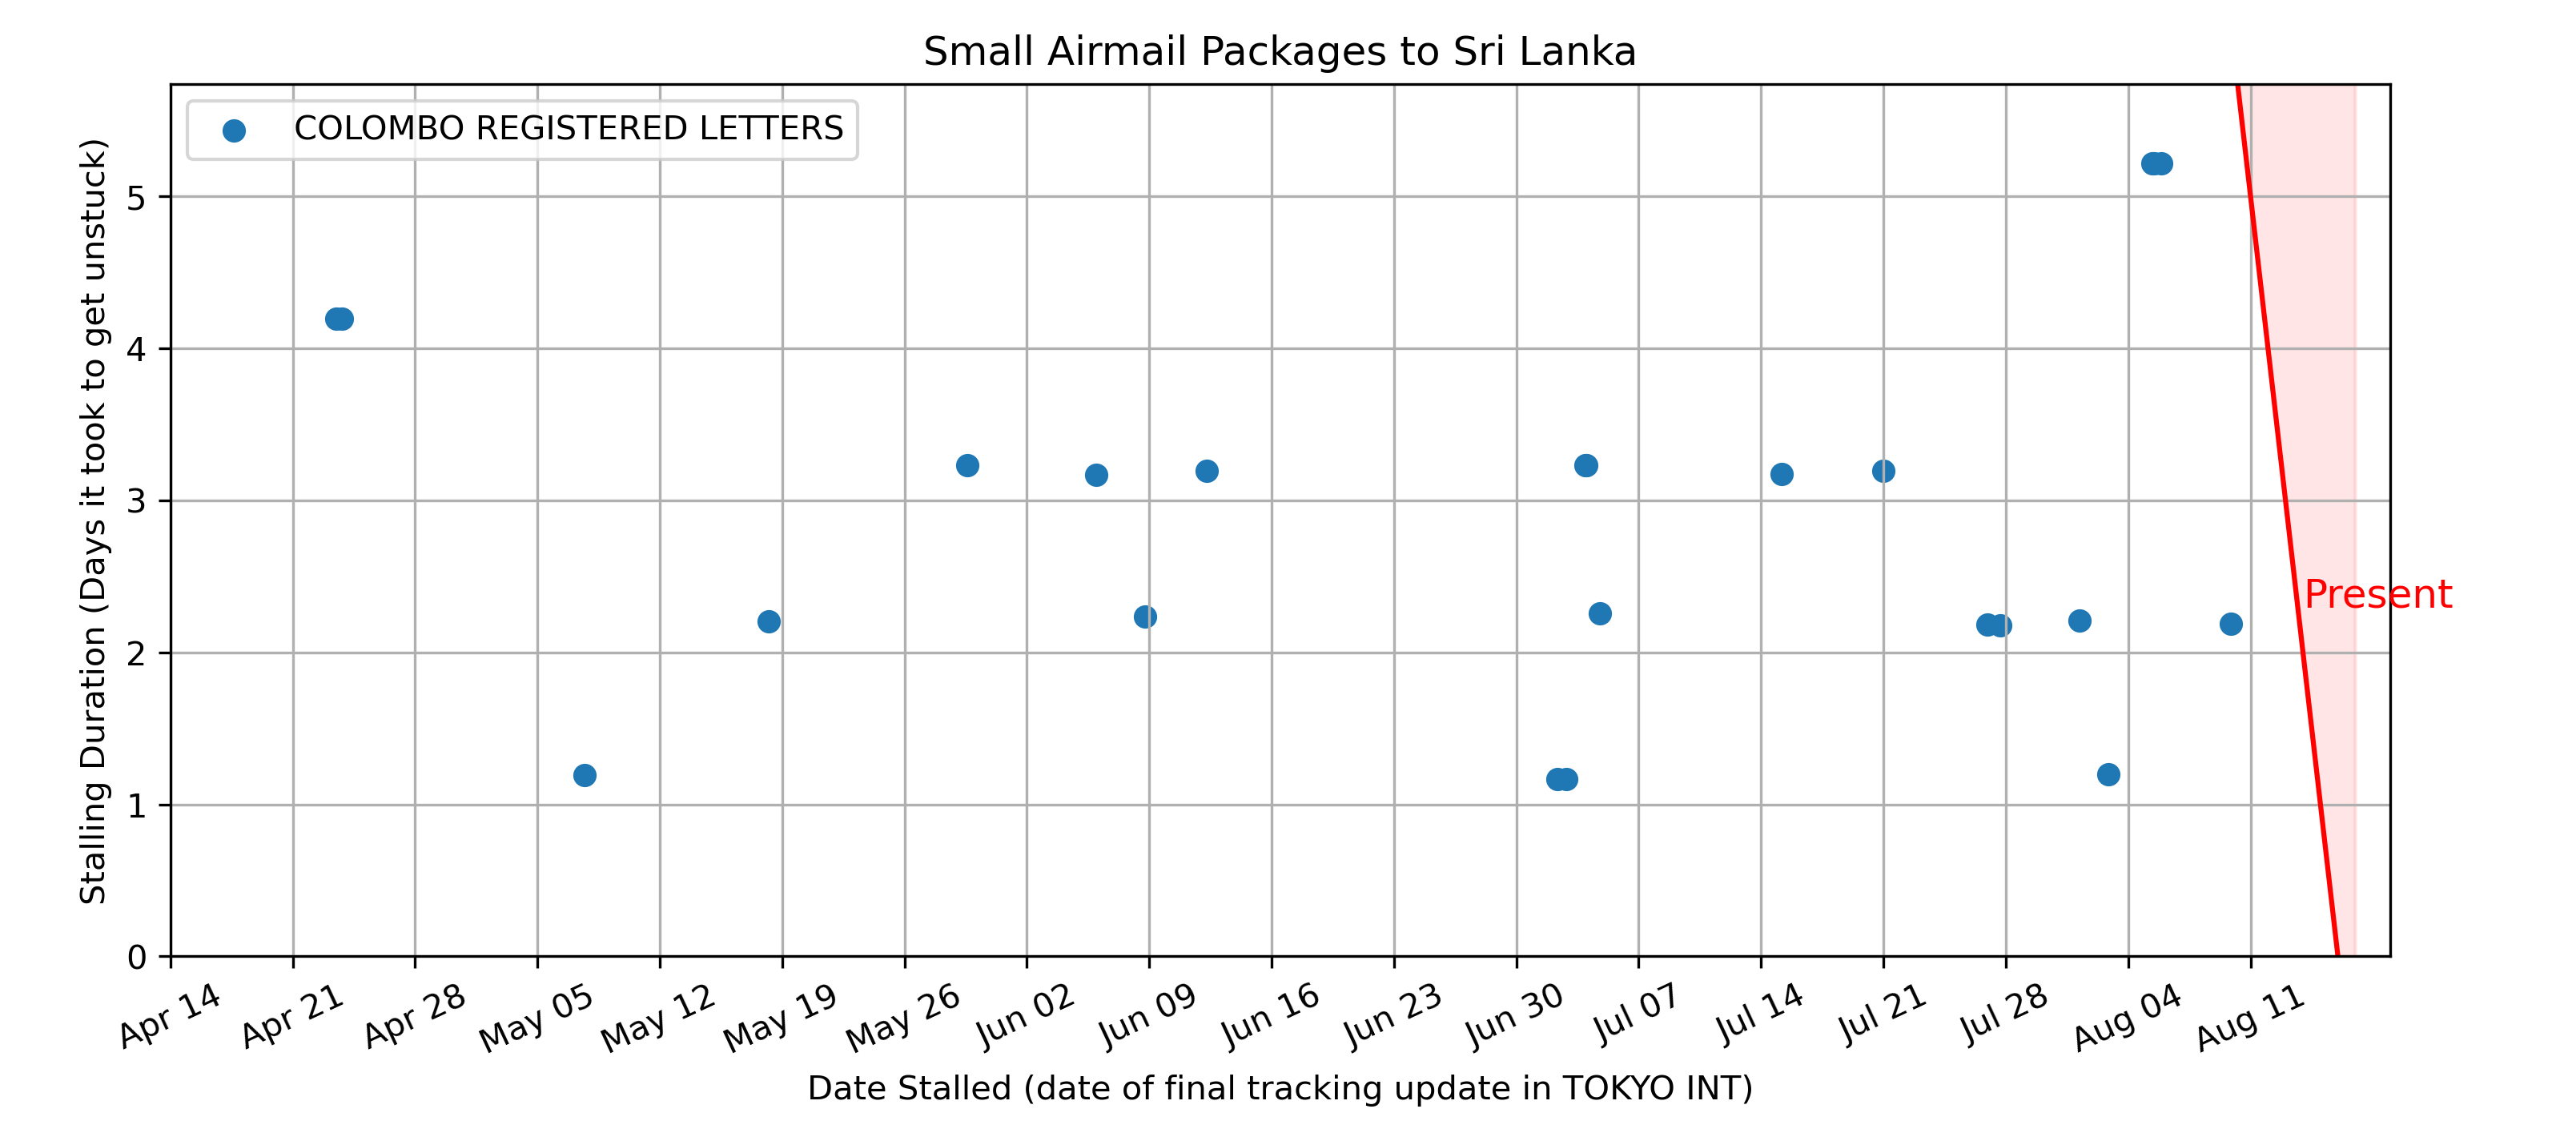 Small Airmail Packages to Sri Lanka
COLOMBO REGISTERED LETTERS
Stalling Duration (Days it took to get unstuck)
5
4
3
2
1
0
Present
Apr 14
Apr 21
Apr 28
May 05
May 12
May 19
May 26
Jun 02
Jun 09
Jun 16
Jun 23
Jun 30
Jul 07
Jul 14
Jul 21
Jul 28
Aug 04
Aug 11
Date Stalled (date of final tracking update in TOKYO INT)